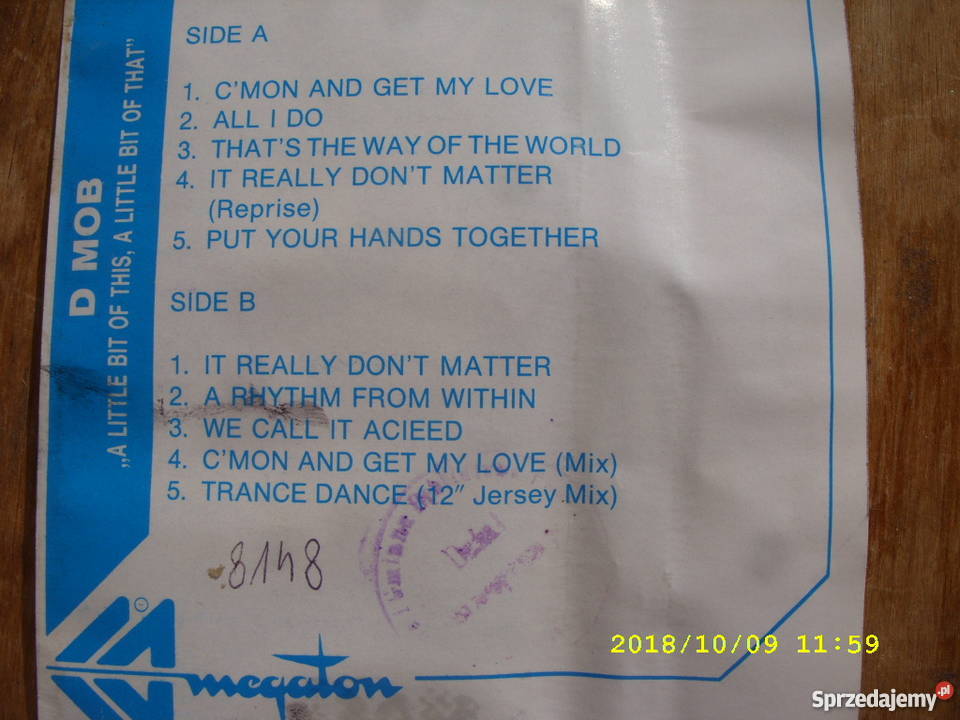 D MOB
„A LITTLE BIT OF THIS, A LITTLE BIT OF THAT”
SIDE A
1. C'MON AND GET MY LOVE
2. ALL I DO
3. THAT'S THE WAY OF THE WORLD
4. IT REALLY DON'T MATTER
(Reprise)
5. PUT YOUR HANDS TOGETHER
SIDE B
1. IT REALLY DON'T MATTER
2. A RHYTHM FROM WITHIN
3. WE CALL IT ACIEED
4. C'MON AND GET MY LOVE (Mix)
5. TRANCE DANCE (12″ Jersey Mix)
8148
megaton
2018/10/09 11:59
Sprzedajemy.pl